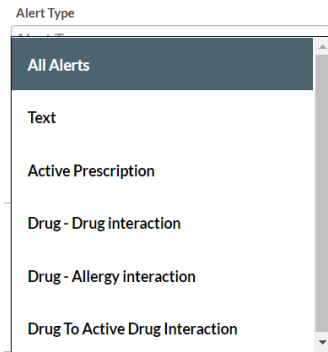 Alert Type
All Alerts
Text
Active Prescription
Drug - Drug interaction
Drug - Allergy interaction
Drug To Active Drug Interaction